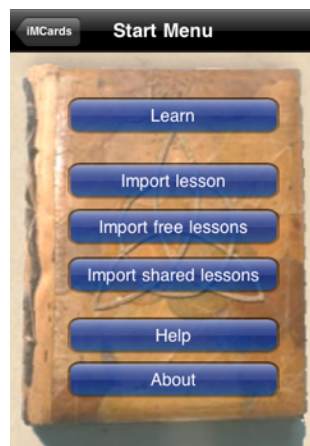 iMCards
Start Menu
Learn
Import lesson
Import free lessons
Import shared lessons
Help
About